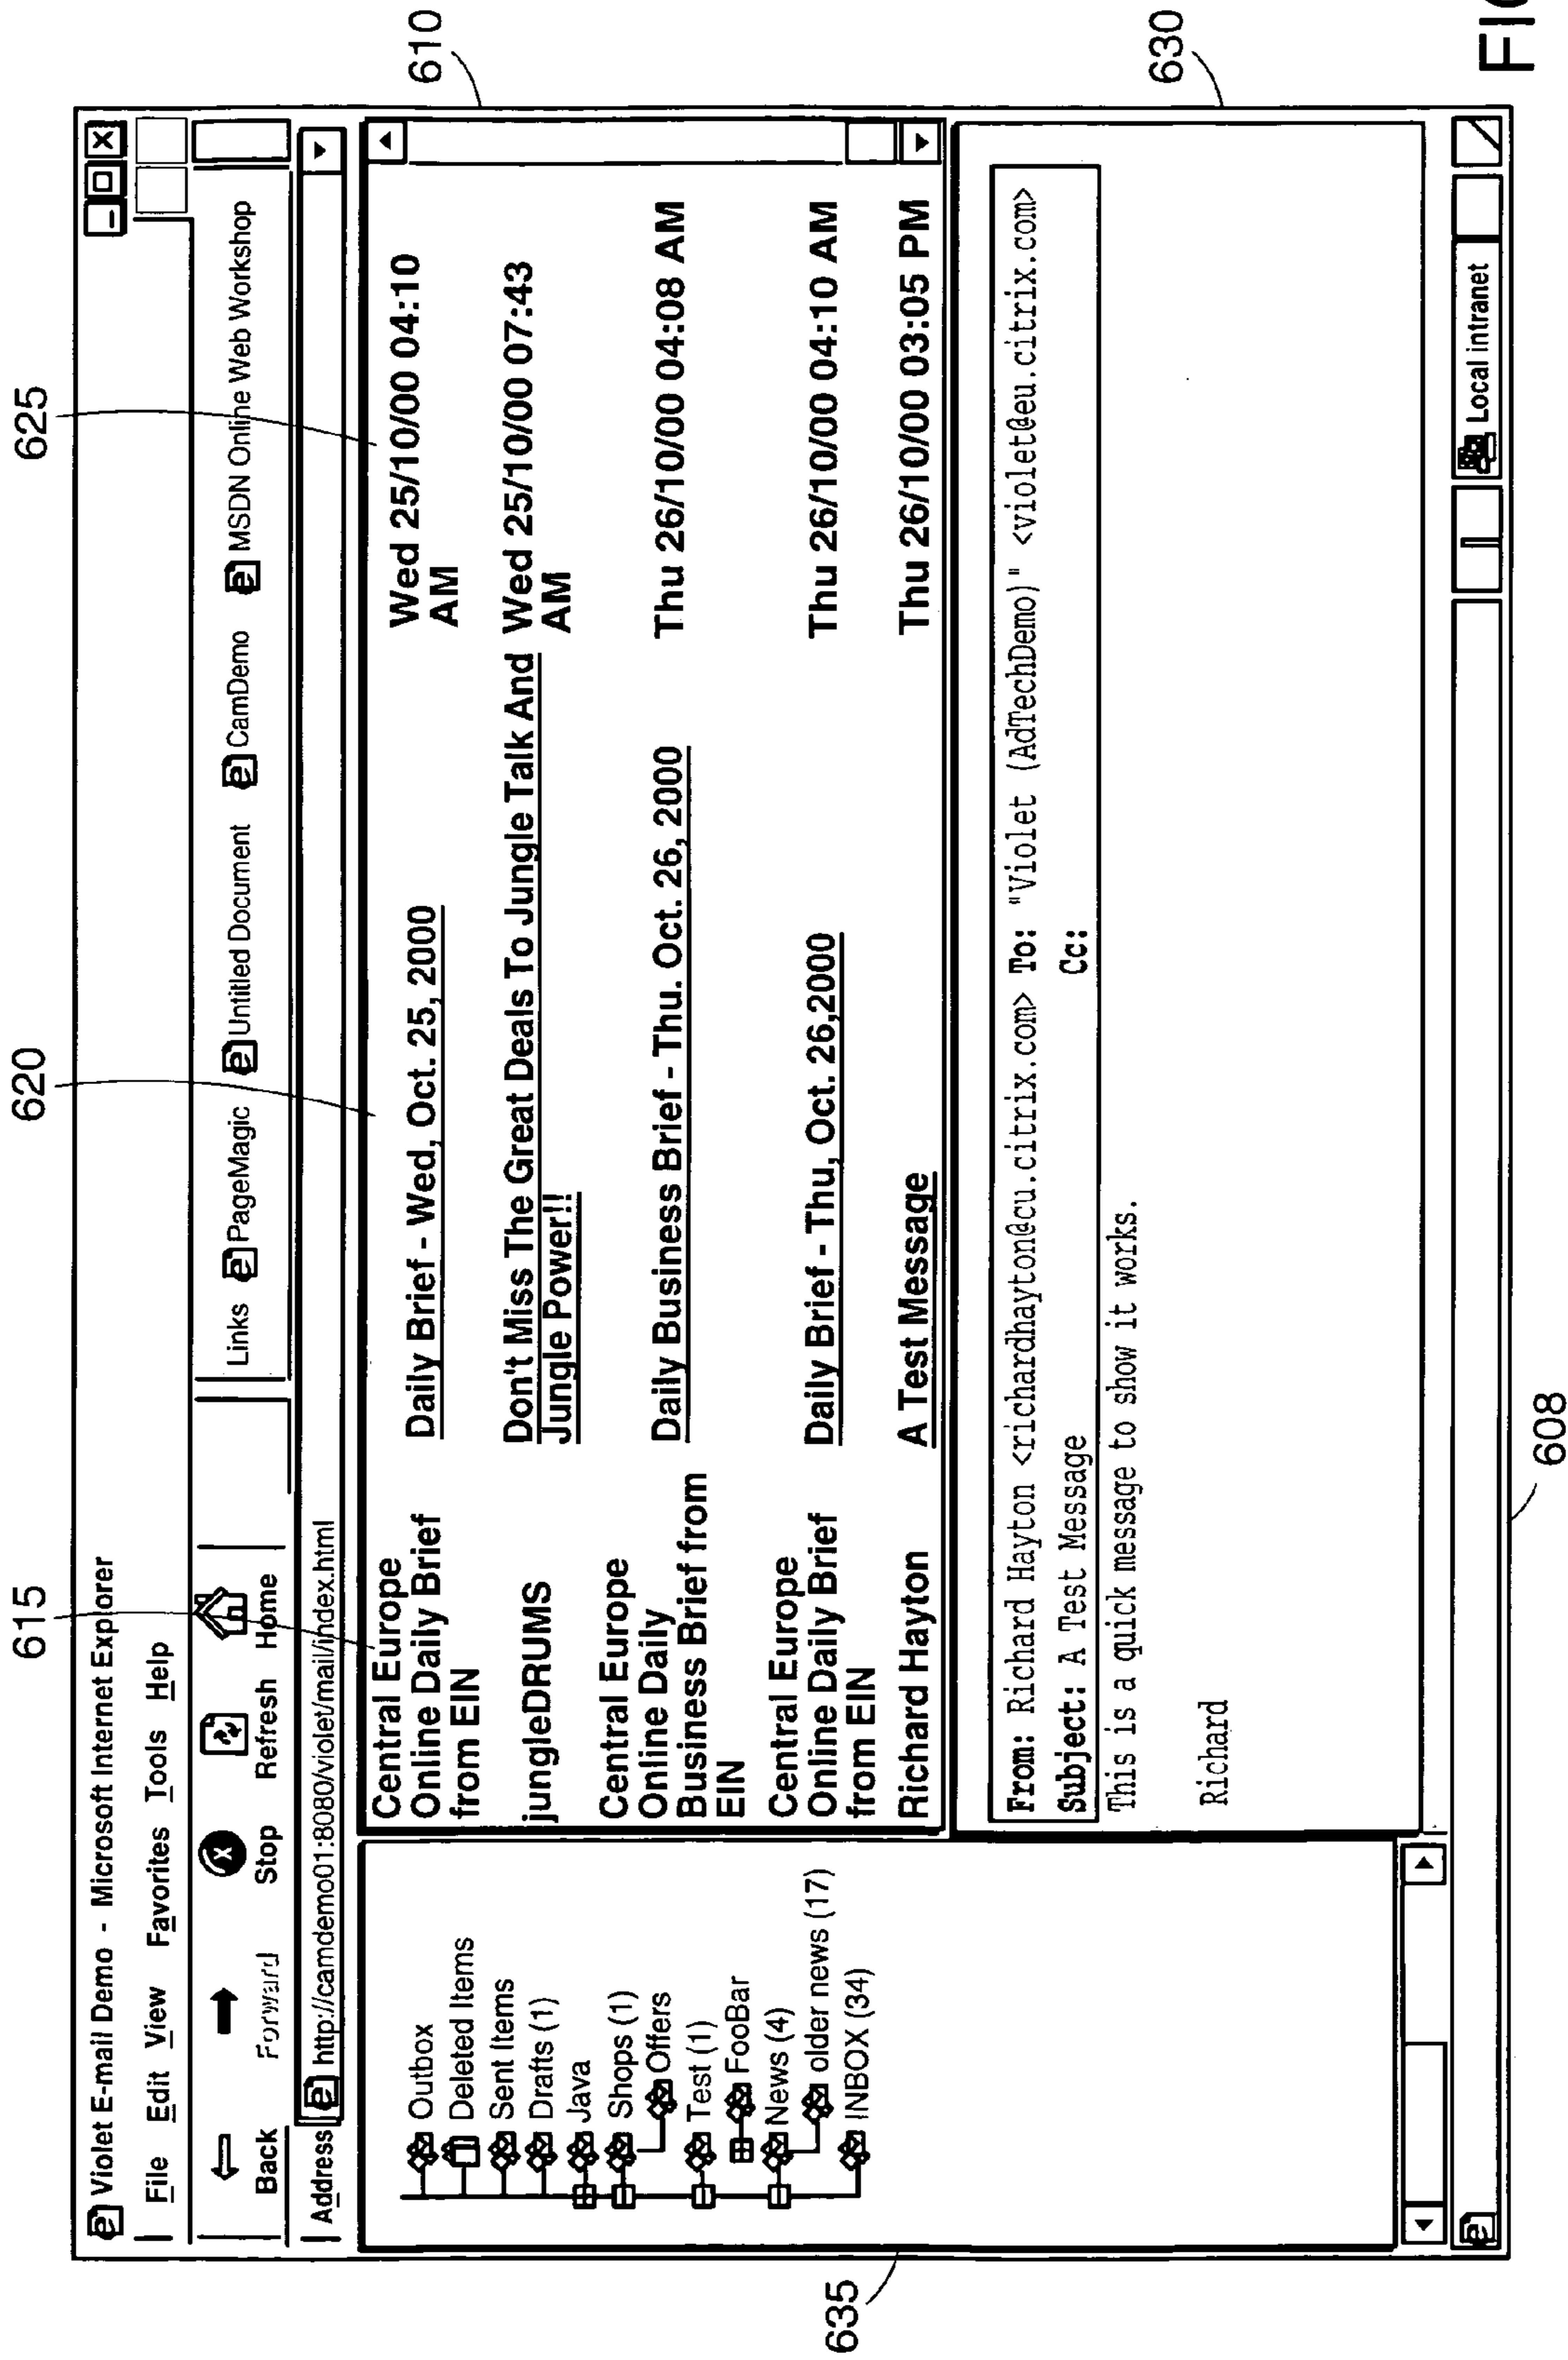 615
620
625
Violet E-mail Demo - Microsoft Internet Explorer
File Edit View Favorites Tools Help
Back Forward Stop Refresh Home
Links PageMagic Untitled Document CamDemo MSDN Online Web Workshop
Address http://camdemo01:8080/violet/mail/index.html
610
Outbox
Deleted Items
Sent Items
Drafts (1)
Java
Shops (1)
Offers
Test (1)
FooBar
News (4)
older news (17)
INBOX (34)
635
Central Europe
Online Daily Brief
from EIN
Daily Brief - Wed, Oct. 25, 2000
Wed 25/10/00 04:10
AM
jungleDRUMS
Don't Miss The Great Deals To Jungle Talk And
Jungle Power!!
Wed 25/10/00 07:43
AM
Central Europe
Online Daily
Business Brief from
EIN
Daily Business Brief - Thu. Oct. 26, 2000
Thu 26/10/00 04:08 AM
Central Europe
Online Daily Brief
from EIN
Daily Brief - Thu, Oct. 26,2000
Thu 26/10/00 04:10 AM
Richard Hayton
A Test Message
Thu 26/10/00 03:05 PM
From: Richard Hayton <richardhayton@cu.citrix.com> To: "Violet (AdTechDemo)" <violet@eu.citrix.com>
Subject: A Test Message Cc:
This is a quick message to show it works.
Richard
630
Local intranet
608